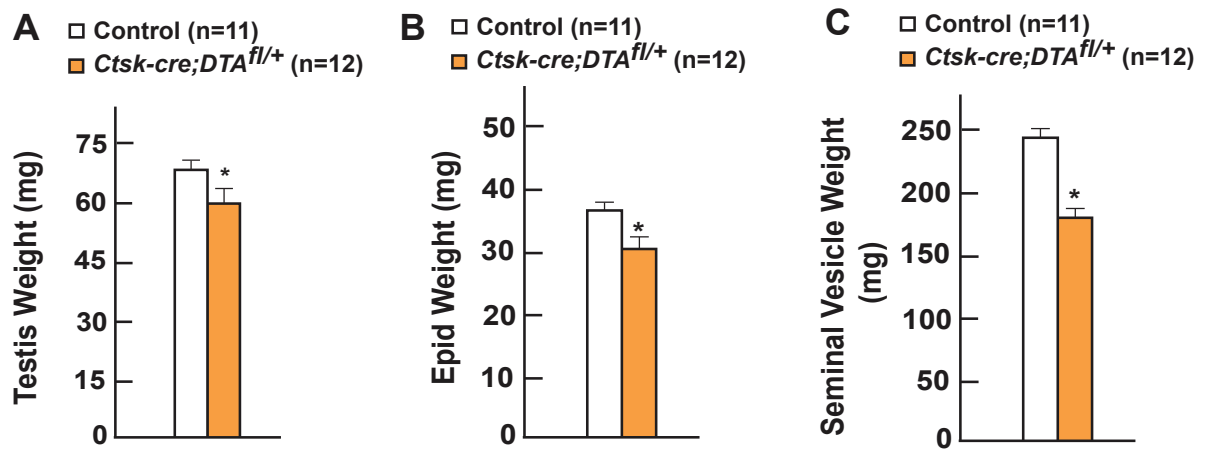 A
Control (n=11)
Ctsk-cre;DTAfl/+ (n=12)
Testis Weight (mg)
75
60
45
30
15
0
*
B
Control (n=11)
Ctsk-cre;DTAfl/+ (n=12)
Epid Weight (mg)
50
40
30
20
10
0
*
C
Control (n=11)
Ctsk-cre;DTAfl/+ (n=12)
Seminal Vesicle Weight
(mg)
250
200
150
100
50
0
*